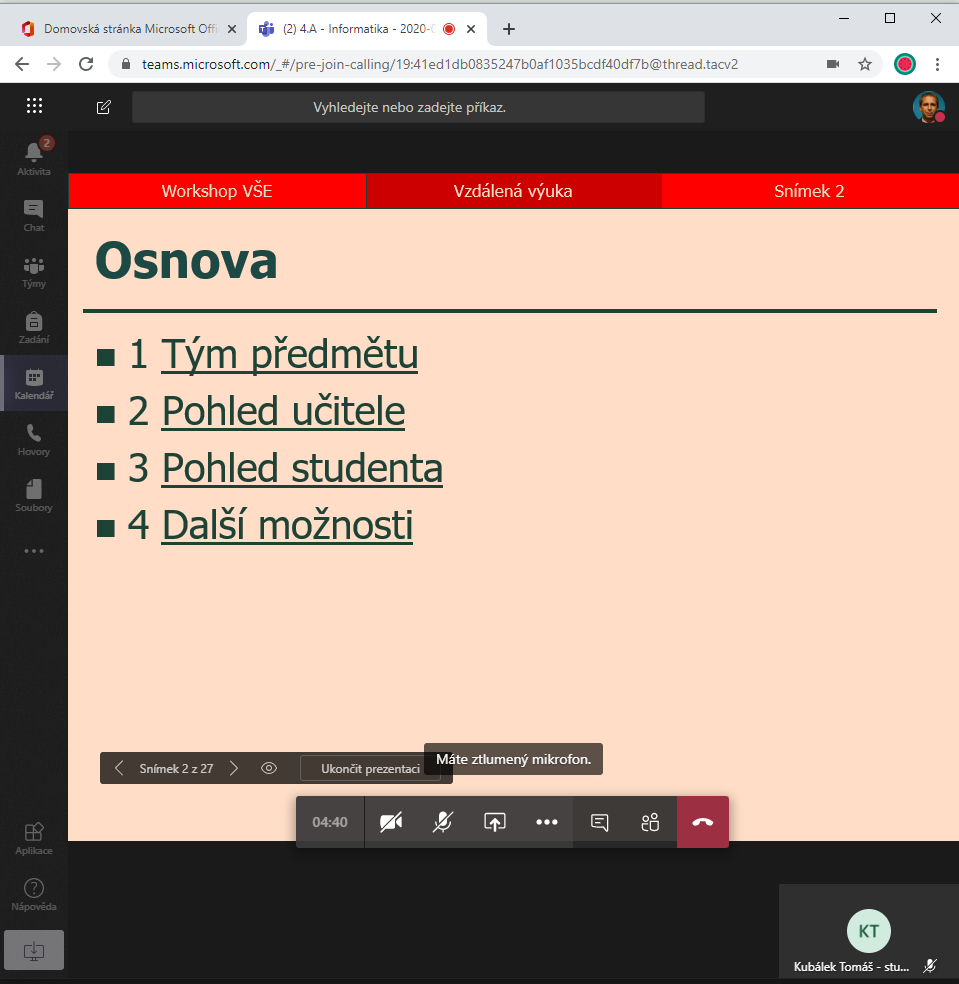 Domovská stránka Microsoft Offi
(2) 4.A - Informatika - 2020-0
teams.microsoft.com/_#/pre-join-calling/19:41ed1db0835247b0af1035bcdf40df7b@thread.tacv2
Vyhledejte nebo zadejte příkaz.
2
Aktivita
Chat
Týmy
Zadání
Kalendář
Hovory
Soubory
Workshop VŠE
Vzdálená výuka
Snímek 2
Osnova
1 Tým předmětu
2 Pohled učitele
3 Pohled studenta
4 Další možnosti
Snímek 2 z 27
Ukončit prezentaci
Máte ztlumený mikrofon.
04:40
Aplikace
Nápověda
KT
Kubálek Tomáš - stu...